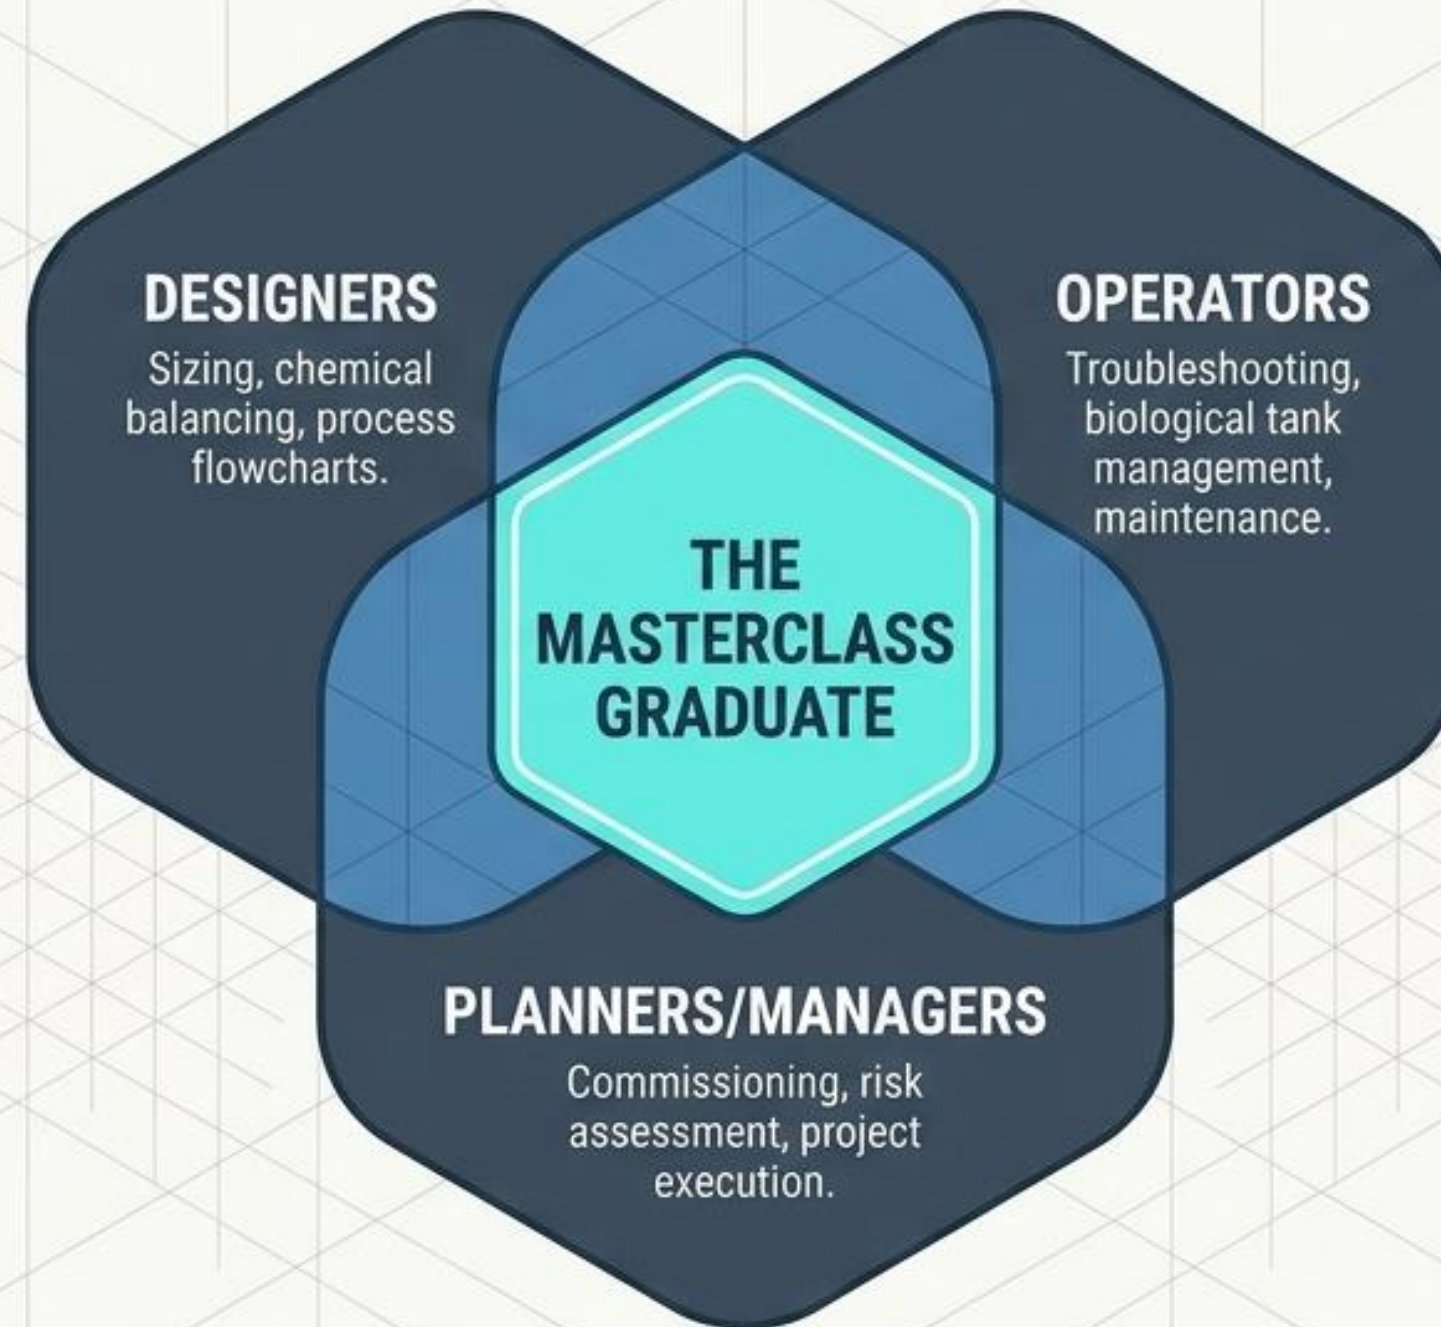 DESIGNERS
Sizing, chemical
balancing, process
flowcharts.
OPERATORS
Troubleshooting,
biological tank
management,
maintenance.
THE
MASTERCLASS
GRADUATE
PLANNERS/MANAGERS
Commissioning, risk
assessment, project
execution.